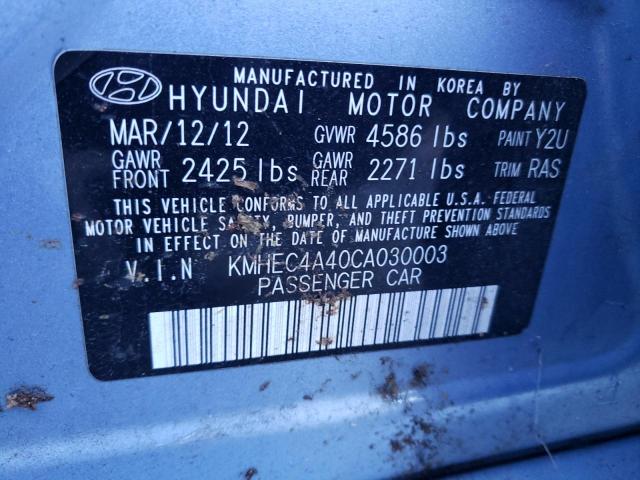 MANUFACTURED IN KOREA BY
HYUNDAI MOTOR COMPANY
MAR/12/12 GVWR 4586 lbs PAINT Y2U
GAWR FRONT 2425 lbs GAWR REAR 2271 lbs TRIM RAS
THIS VEHICLE CONFORMS TO ALL APPLICABLE U.S.A. FEDERAL
MOTOR VEHICLE SAFETY, BUMPER, AND THEFT PREVENTION STANDARDS
IN EFFECT ON THE DATE OF MANUFACTURE SHOWN ABOVE
V.I.N KMHEC4A40CA030003
PASSENGER CAR